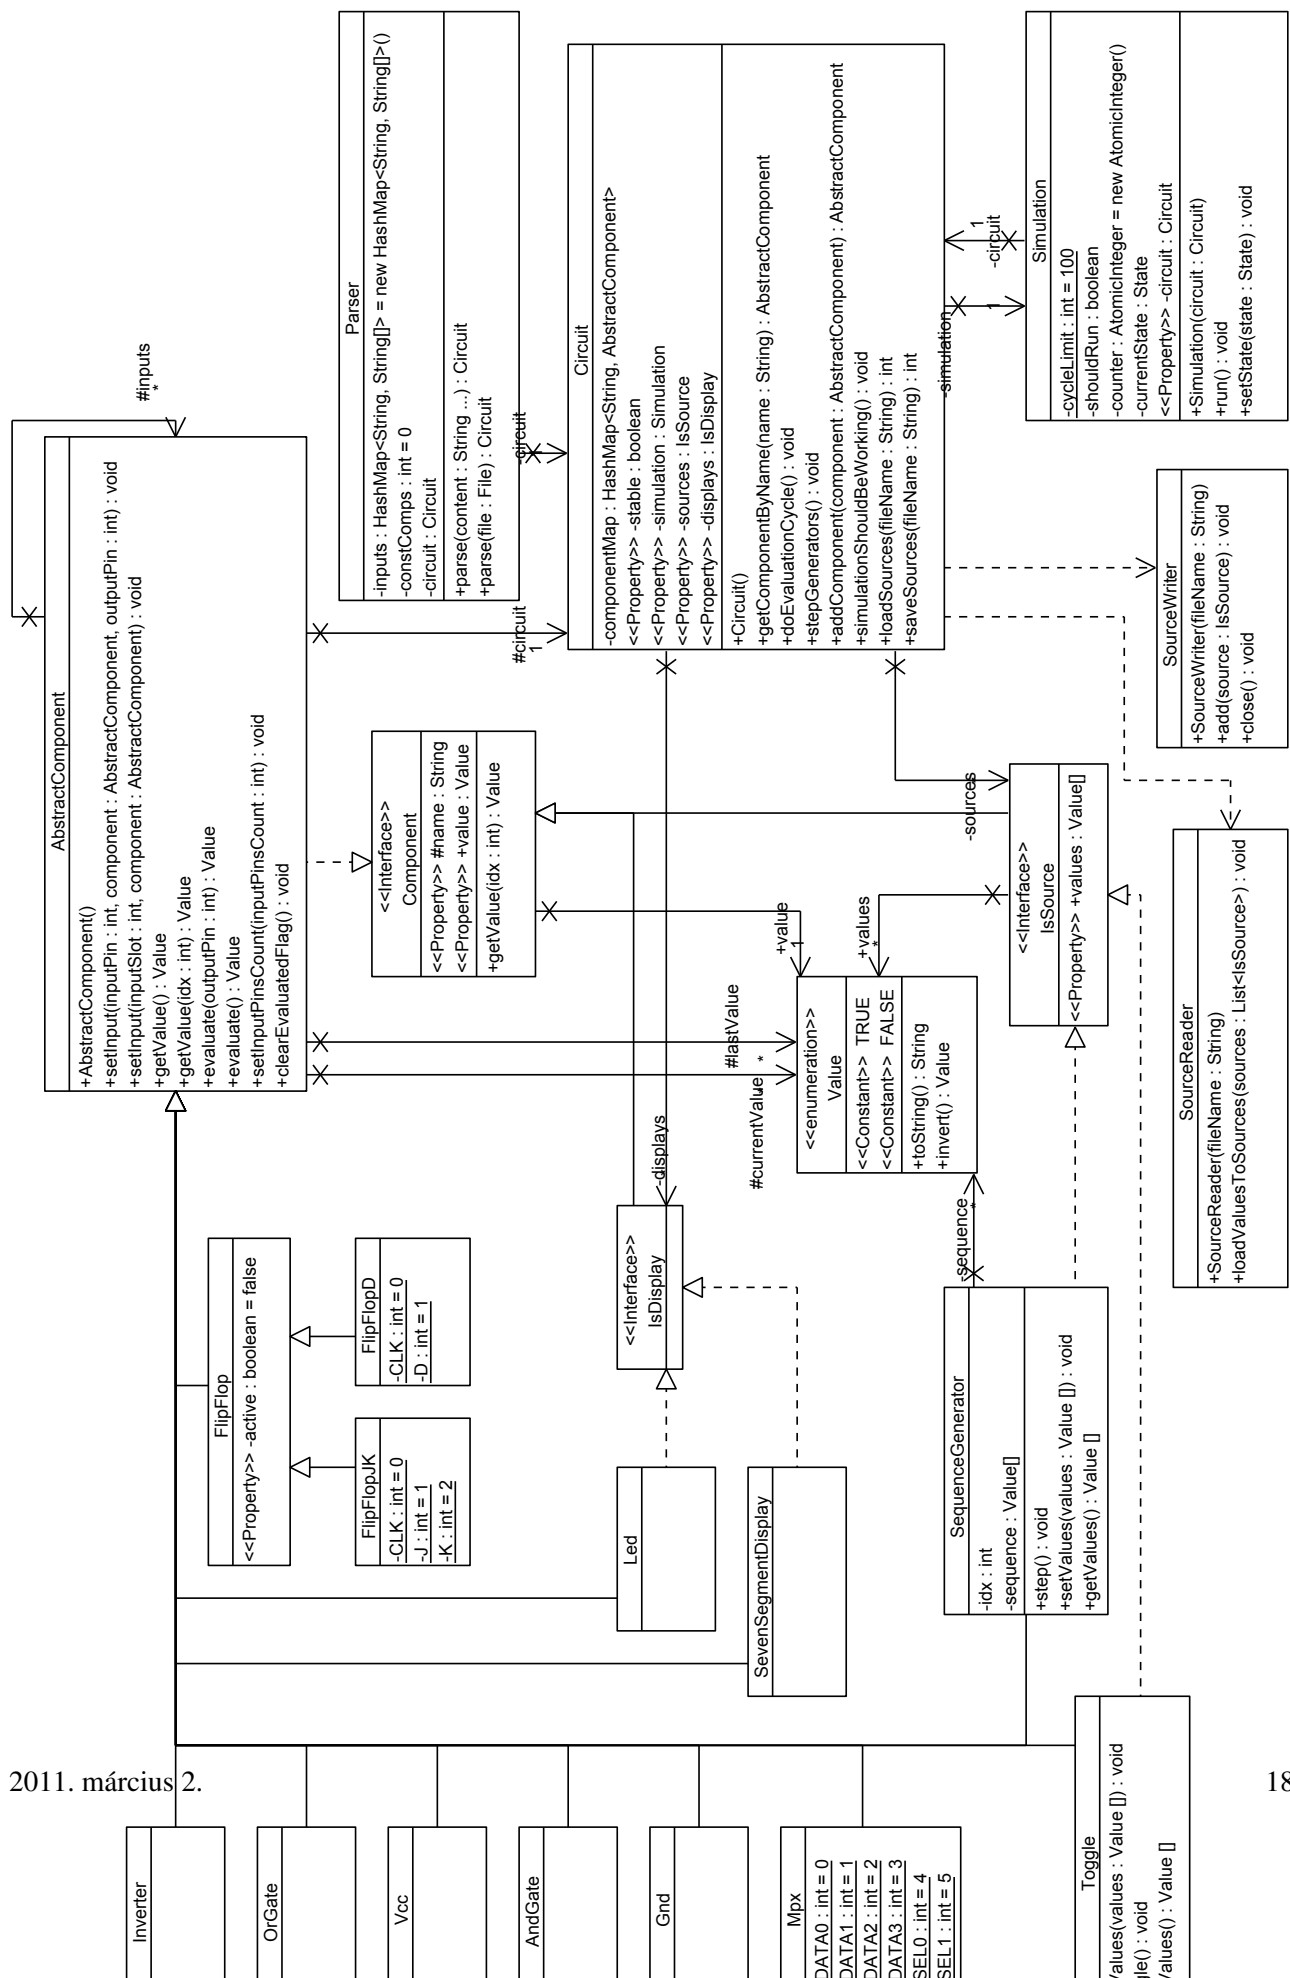 AbstractComponent
+AbstractComponent()
+setInput(inputPin : int, component : AbstractComponent, outputPin : int) : void
+setInput(inputSlot : int, component : AbstractComponent) : void
+getValue() : Value
+getValue(idx : int) : Value
+evaluate(outputPin : int) : Value
+evaluate() : Value
+setInputPinsCount(inputPinsCount : int) : void
+clearEvaluatedFlag() : void
#inputs
*
Parser
-inputs : HashMap<String, String[]> = new HashMap<String, String[]>()
-constComps : int = 0
-circuit : Circuit
+parse(content : String ...) : Circuit
+parse(file : File) : Circuit
-circuit
#circuit
1
Circuit
-componentMap : HashMap<String, AbstractComponent>
<<Property>> -stable : boolean
<<Property>> -simulation : Simulation
<<Property>> -sources : IsSource
<<Property>> -displays : IsDisplay
+Circuit()
+getComponentByName(name : String) : AbstractComponent
+doEvaluationCycle() : void
+stepGenerators() : void
+addComponent(component : AbstractComponent) : AbstractComponent
+simulationShouldBeWorking() : void
+loadSources(fileName : String) : int
+saveSources(fileName : String) : int
1
-circuit
-simulation
1
Simulation
-cycleLimit : int = 100
-shouldRun : boolean
-counter : AtomicInteger = new AtomicInteger()
-currentState : State
<<Property>> -circuit : Circuit
+Simulation(circuit : Circuit)
+run() : void
+setState(state : State) : void
SourceWriter
+SourceWriter(fileName : String)
+add(source : IsSource) : void
+close() : void
SourceReader
+SourceReader(fileName : String)
+loadValuesToSources(sources : List<IsSource>) : void
<<Interface>>
Component
<<Property>> #name : String
<<Property>> +value : Value
+getValue(idx : int) : Value
-sources
+value
1
+values
*
<<Interface>>
IsSource
<<Property>> +values : Value[]
#lastValue
*
#currentValue
<<enumeration>>
Value
<<Constant>> TRUE
<<Constant>> FALSE
+toString() : String
+invert() : Value
-displays
-sequence
*
<<Interface>>
IsDisplay
FlipFlop
<<Property>> -active : boolean = false
FlipFlopD
-CLK : int = 0
-D : int = 1
FlipFlopJK
-CLK : int = 0
-J : int = 1
-K : int = 2
Led
SevenSegmentDisplay
SequenceGenerator
-idx : int
-sequence : Value[]
+step() : void
+setValues(values : Value []) : void
+getValues() : Value []
Inverter
OrGate
Vcc
AndGate
Gnd
Mpx
DATA0 : int = 0
DATA1 : int = 1
DATA2 : int = 2
DATA3 : int = 3
SEL0 : int = 4
SEL1 : int = 5
Toggle
Values(values : Value []) : void
gle() : void
Values() : Value []
2011. március 2.
18